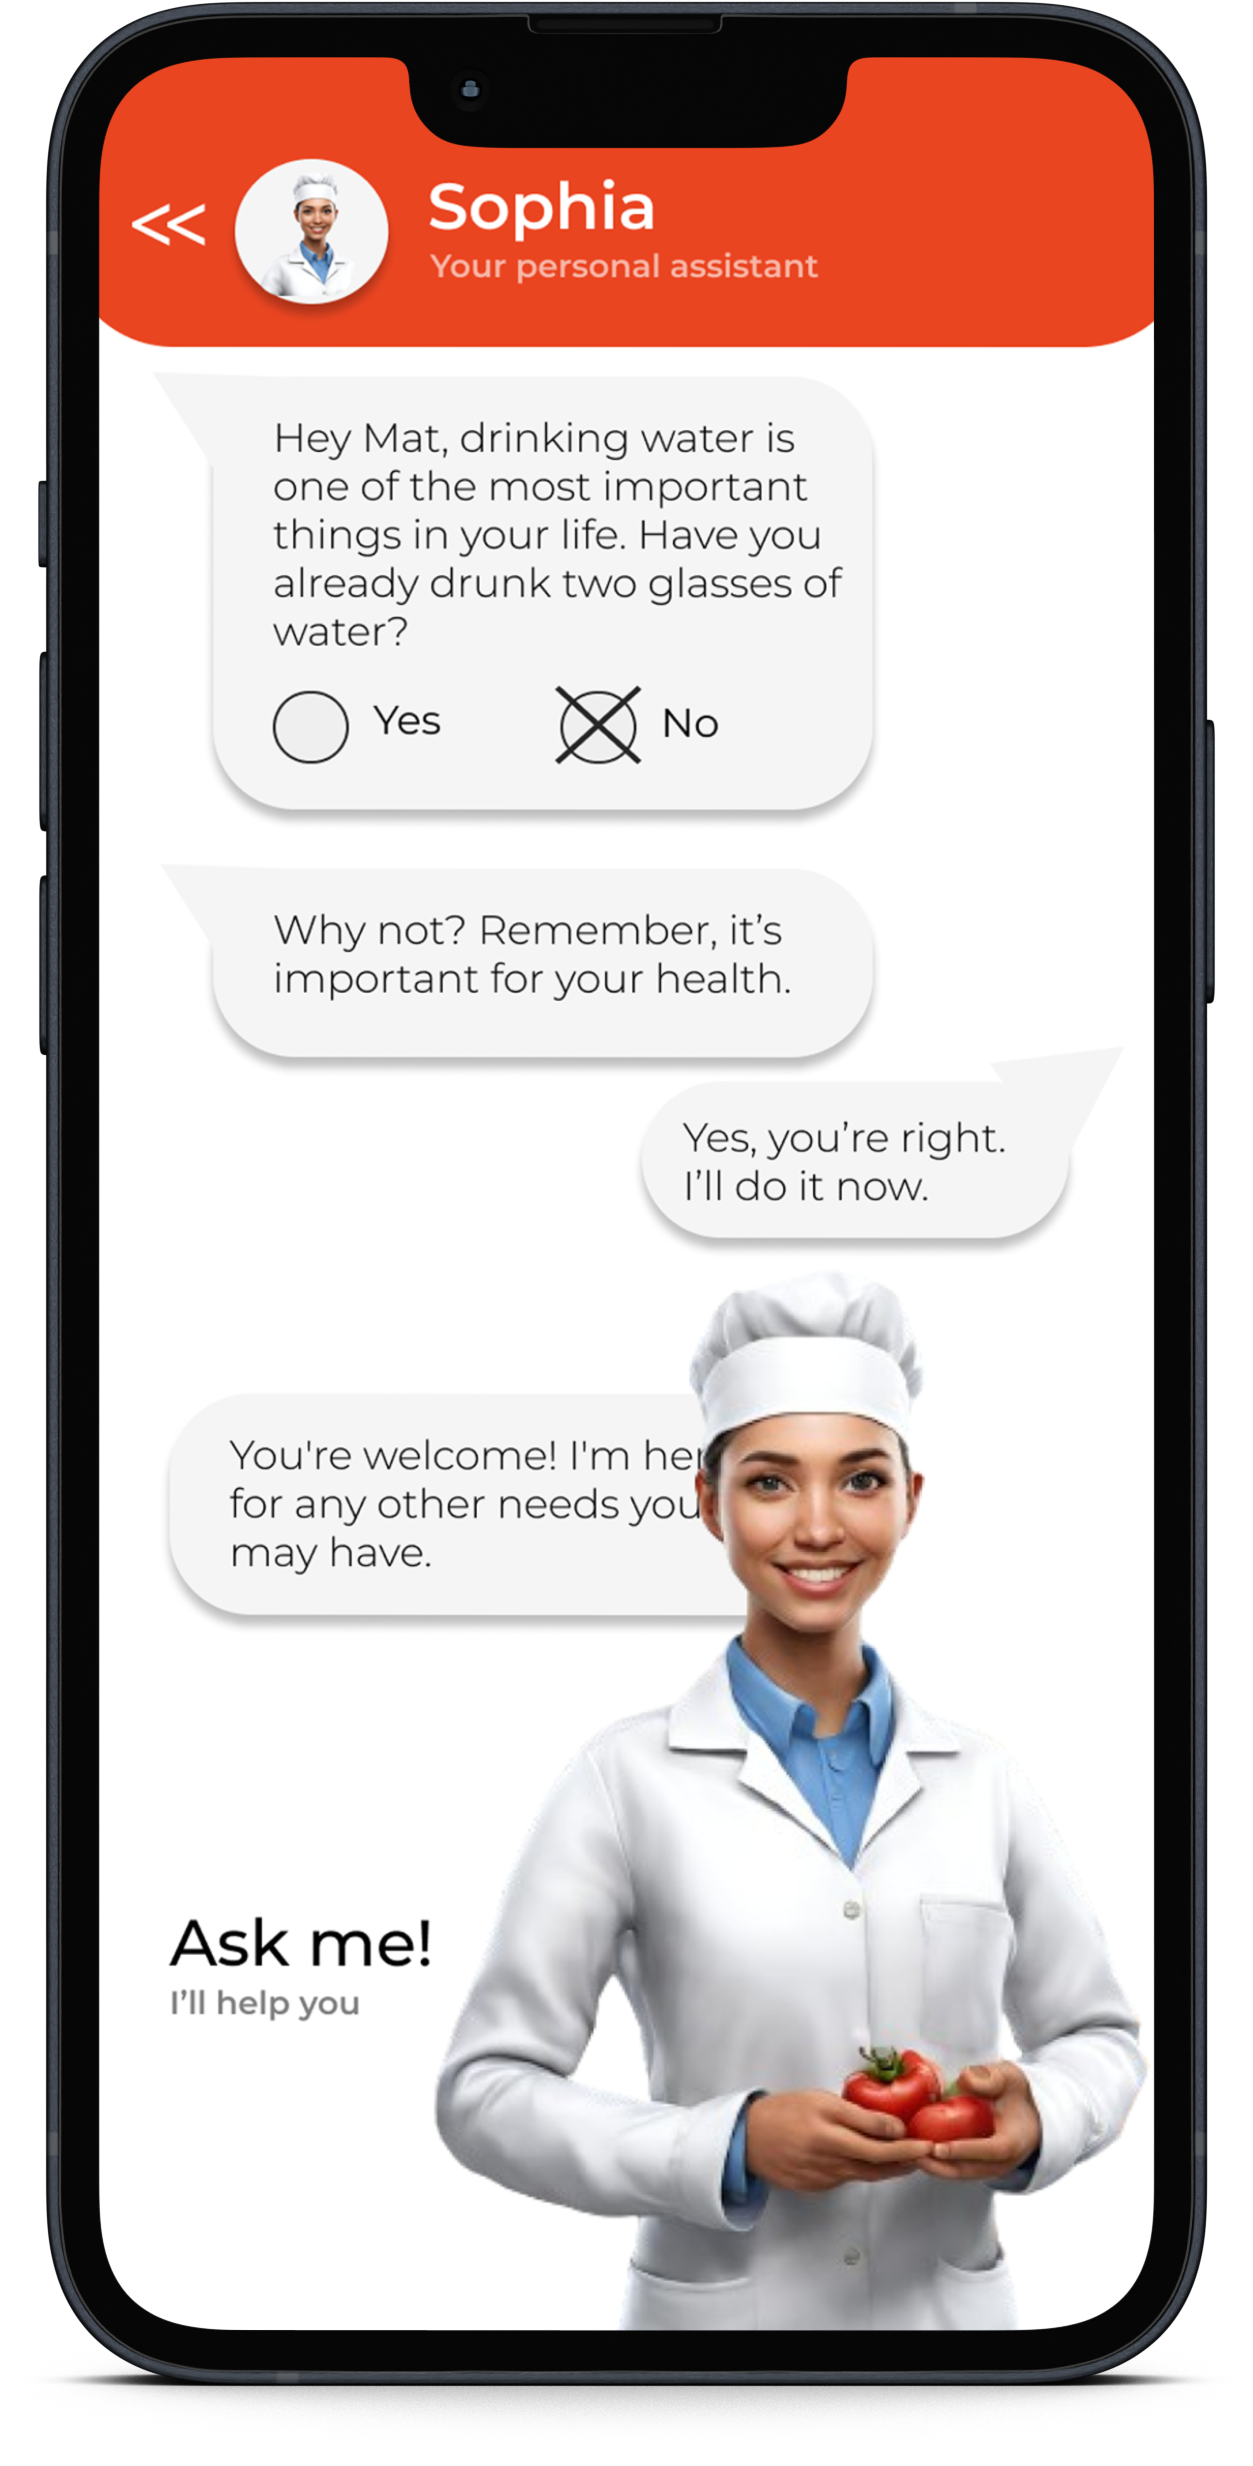 <<
Sophia
Your personal assistant
Hey Mat, drinking water is
one of the most important
things in your life. Have you
already drunk two glasses of
water?
Yes No
Why not? Remember, it’s
important for your health.
Yes, you’re right.
I’ll do it now.
You're welcome! I'm
for any other needs you
may have.
Ask me!
I’ll help you